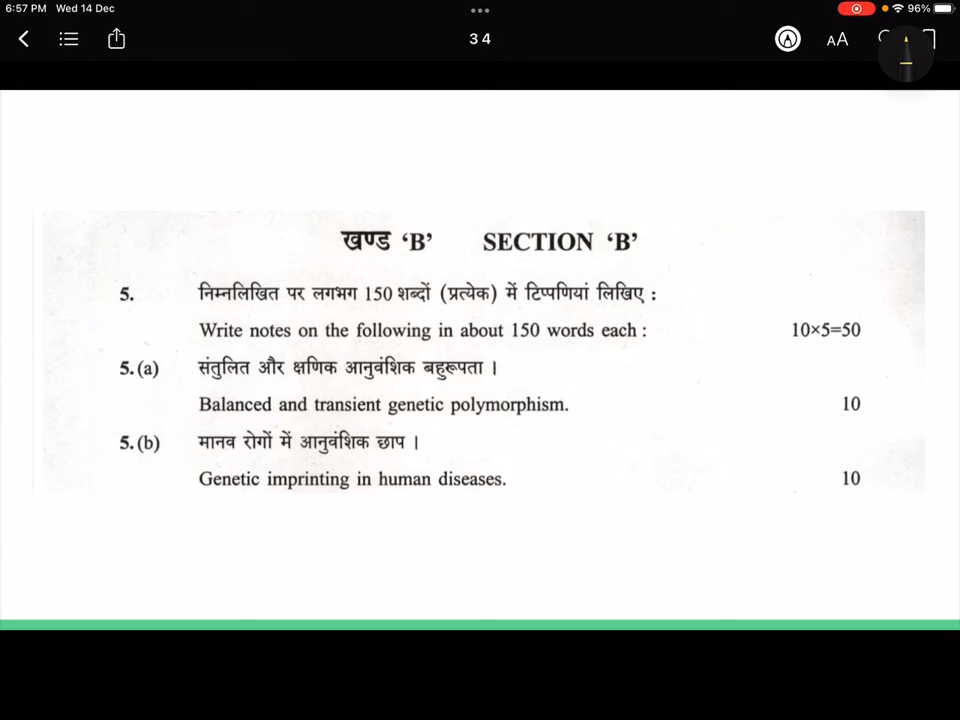 6:57 PM Wed 14 Dec 96%
3 4
AA
खण्ड ‘B’ SECTION ‘B’
5. निम्नलिखित पर लगभग 150 शब्दों (प्रत्येक) में टिप्पणियां लिखिए :
Write notes on the following in about 150 words each : 10×5=50
5.(a) संतुलित और क्षणिक आनुवंशिक बहुरूपता ।
Balanced and transient genetic polymorphism. 10
5.(b) मानव रोगों में आनुवंशिक छाप ।
Genetic imprinting in human diseases. 10